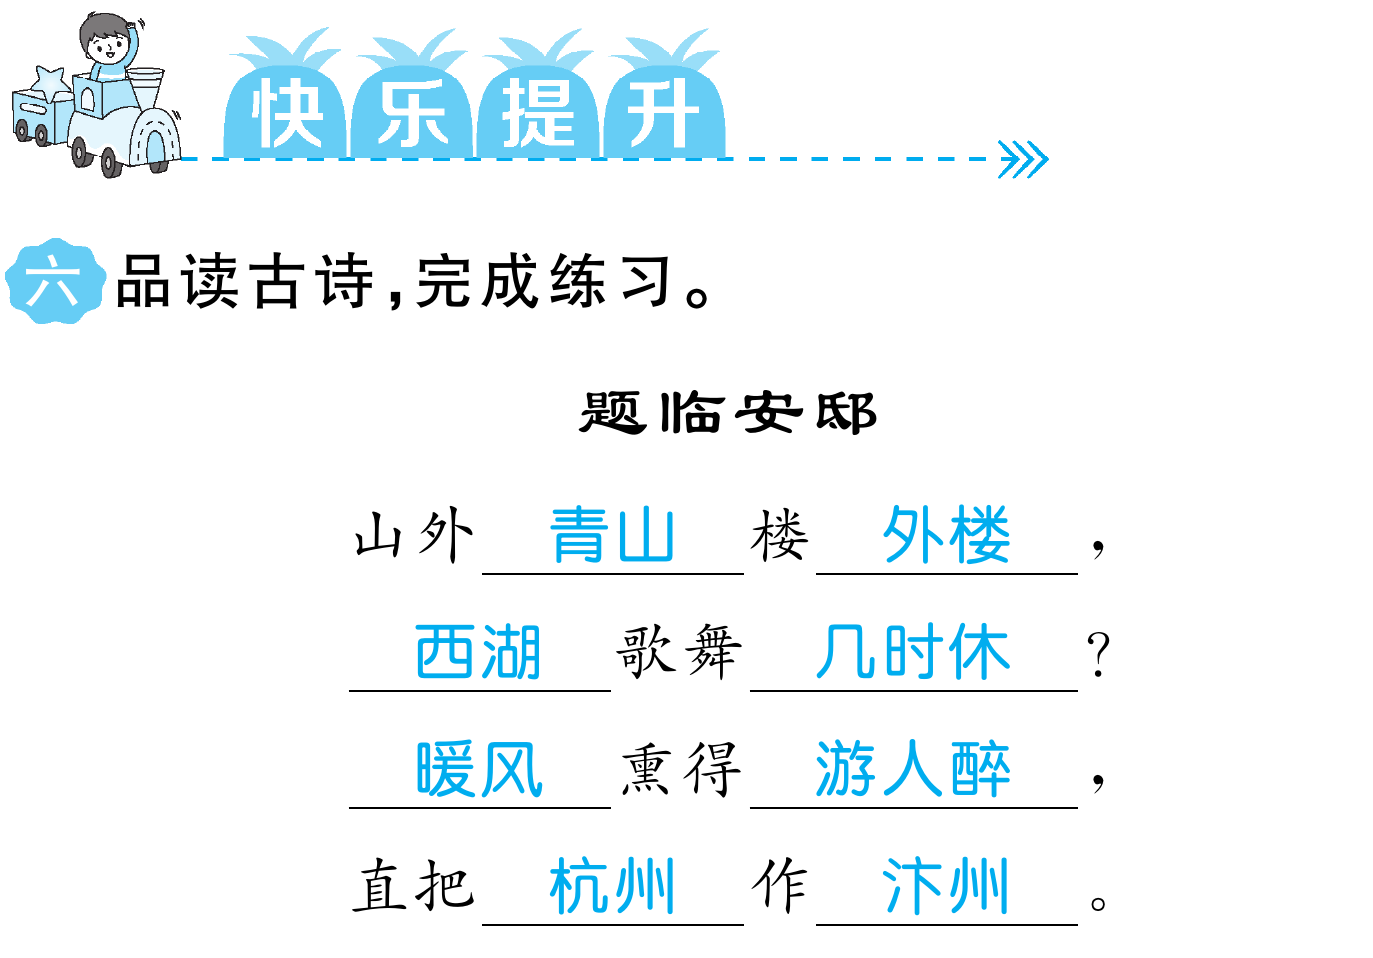 快乐提升
六 品读古诗,完成练习。
题临安邸
山外青山楼外楼，
西湖歌舞几时休？
暖风熏得游人醉，
直把杭州作汴州。